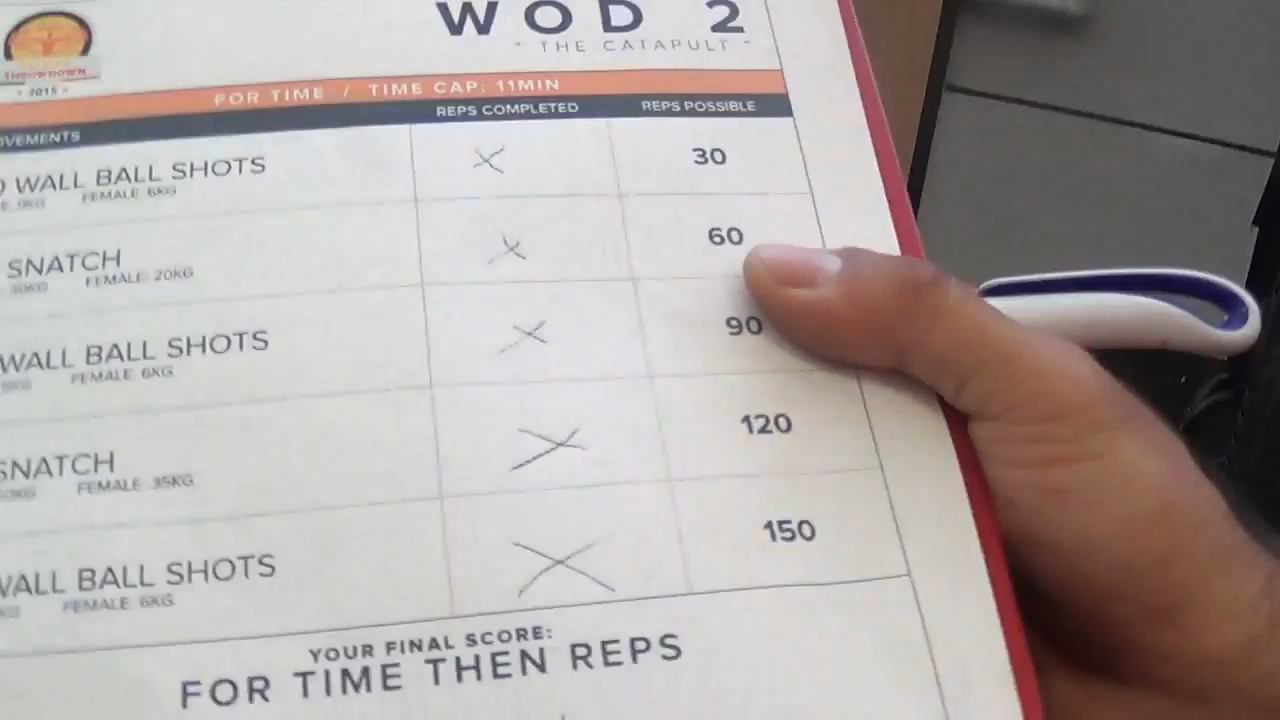 WOD 2
- THE CATAPULT -
THROWDOWN
2015
FOR TIME / TIME CAP: 11MIN
REPS COMPLETED REPS POSSIBLE
WALL BALL SHOTS X 30
FEMALE 6KG
SNATCH X 60
FEMALE 20KG
WALL BALL SHOTS X 90
FEMALE 6KG
SNATCH X 120
FEMALE 35KG
WALL BALL SHOTS X 150
FEMALE 6KG
YOUR FINAL SCORE:
FOR TIME THEN REPS